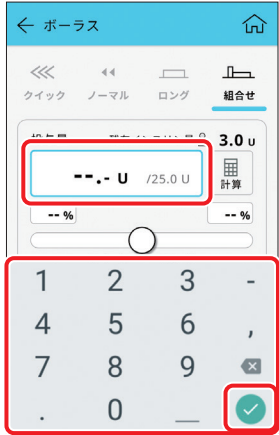 ボーラス
クイック ノーマル ロング 組合せ
3.0 U
--.- U /25.0 U
計算
-- % -- %
1 2 3 -
4 5 6 ,
7 8 9
. 0 _